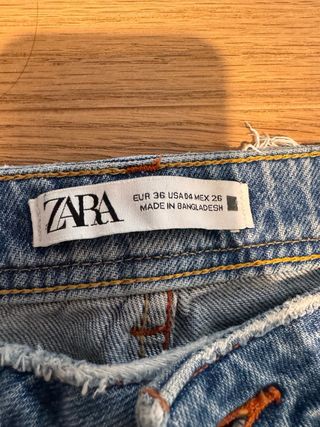 ZARA
EUR 36 USA 04 MEX 26
MADE IN BANGLADESH